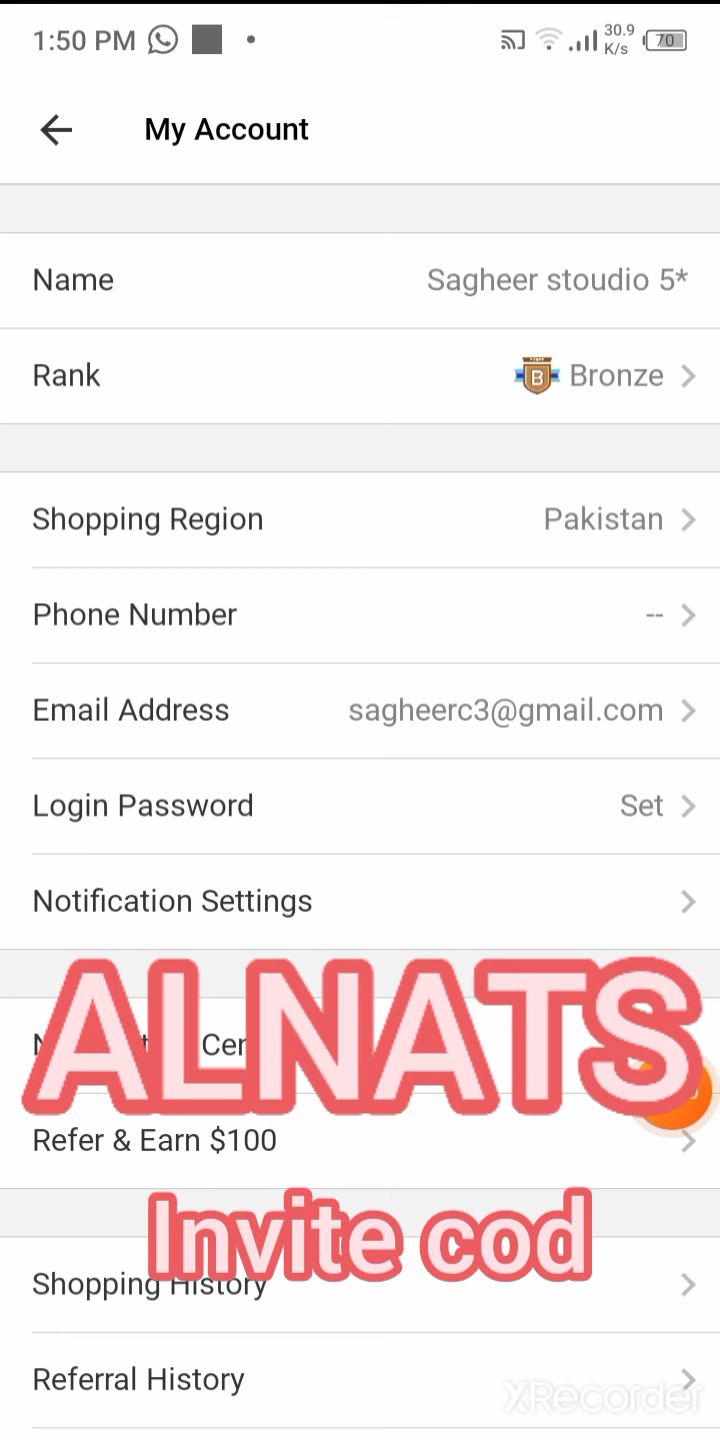 1:50 PM
30.9
K/s
70
My Account
Name
Sagheer stoudio 5*
Rank
B Bronze
Shopping Region
Pakistan
Phone Number
--
Email Address
sagheerc3@gmail.com
Login Password
Set
Notification Settings
ALNATS
Cer
Refer & Earn $100
Invite cod
Shopping History
Referral History
XRecorder